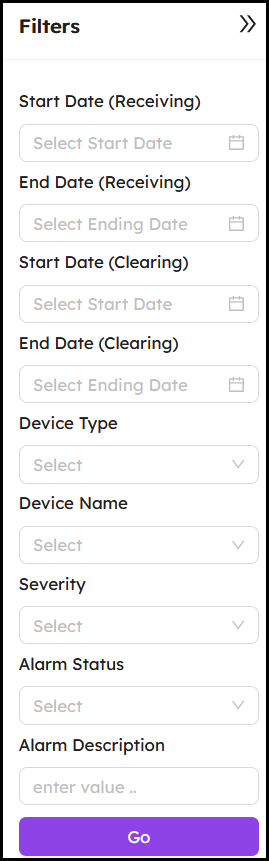 Filters
Start Date (Receiving)
Select Start Date
End Date (Receiving)
Select Ending Date
Start Date (Clearing)
Select Start Date
End Date (Clearing)
Select Ending Date
Device Type
Select
Device Name
Select
Severity
Select
Alarm Status
Select
Alarm Description
enter value ..
Go